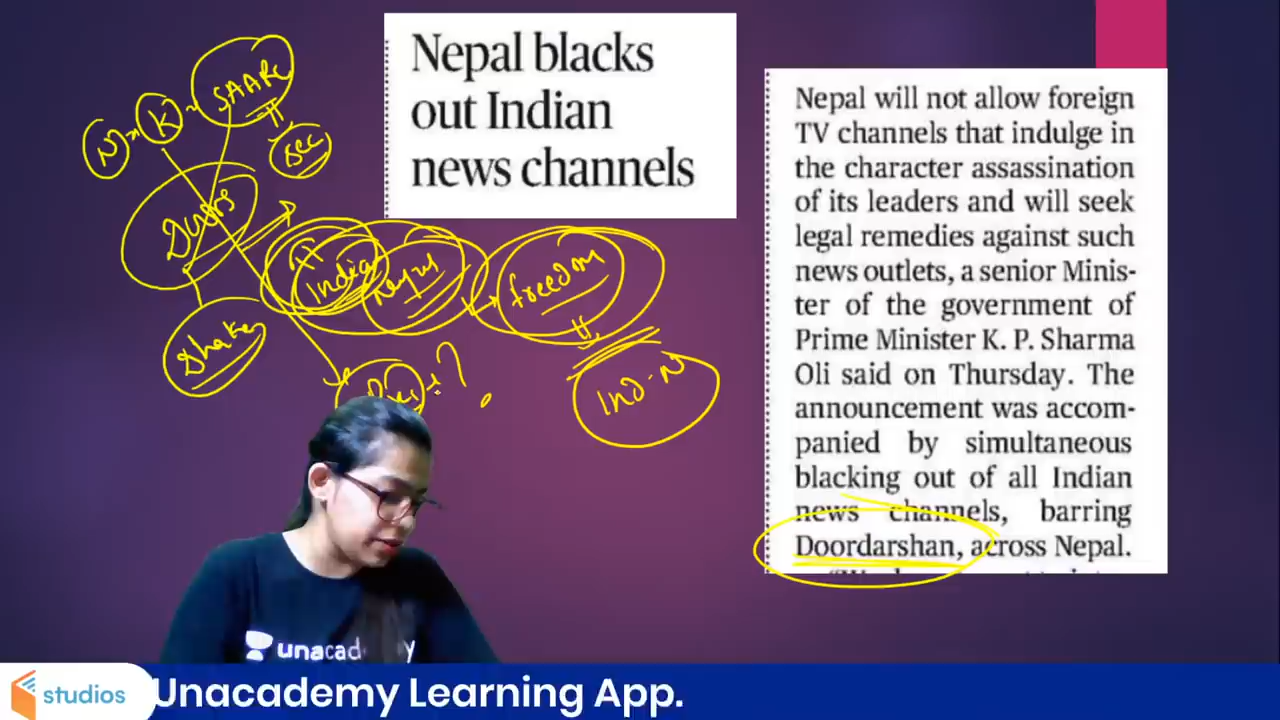 Nepal blacks
out Indian
news channels
Nepal will not allow foreign
TV channels that indulge in
the character assassination
of its leaders and will seek
legal remedies against such
news outlets, a senior Minis-
ter of the government of
Prime Minister K. P. Sharma
Oli said on Thursday. The
announcement was accom-
panied by simultaneous
blacking out of all Indian
news channels, barring
Doordarshan, across Nepal.
SAARC
N
K
Sec
India
freedom
Ind-N
?
unacademy
studios
Unacademy Learning App.